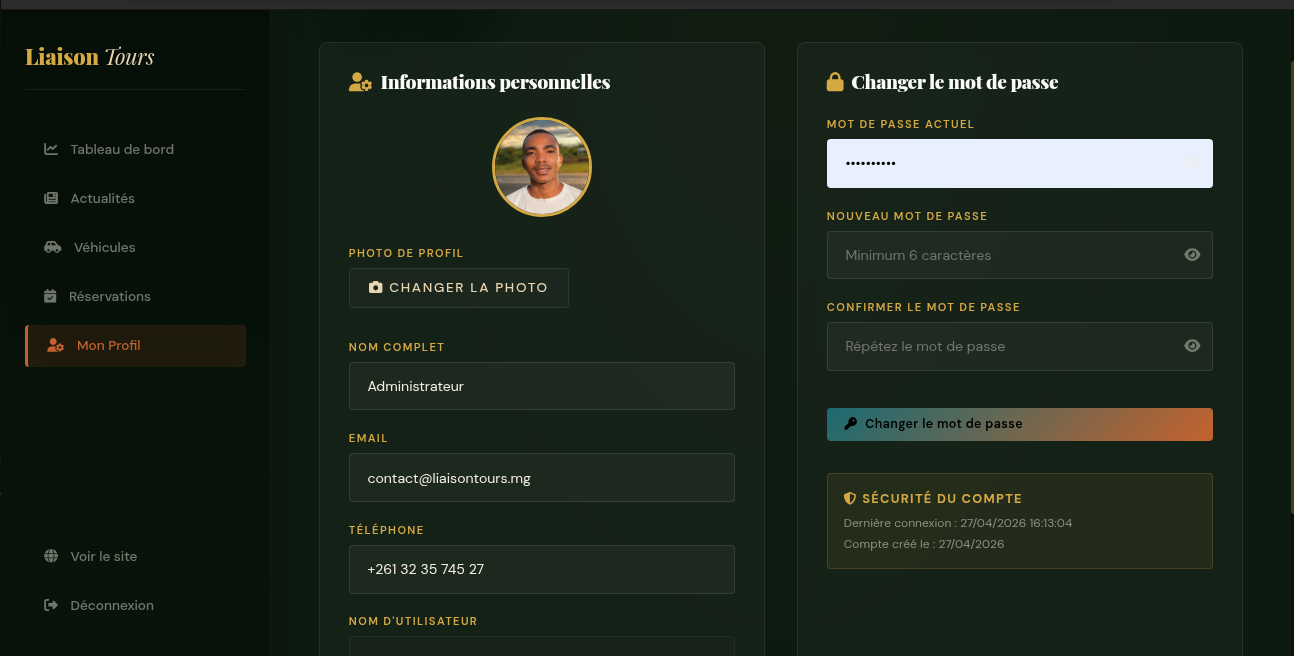 Liaison Tours
Tableau de bord
Actualités
Véhicules
Réservations
Mon Profil
Voir le site
Déconnexion
Informations personnelles
PHOTO DE PROFIL
CHANGER LA PHOTO
NOM COMPLET
Administrateur
EMAIL
contact@liaisontours.mg
TÉLÉPHONE
+261 32 35 745 27
NOM D'UTILISATEUR
Changer le mot de passe
MOT DE PASSE ACTUEL
••••••••••
NOUVEAU MOT DE PASSE
Minimum 6 caractères
CONFIRMER LE MOT DE PASSE
Répétez le mot de passe
Changer le mot de passe
SÉCURITÉ DU COMPTE
Dernière connexion : 27/04/2026 16:13:04
Compte créé le : 27/04/2026